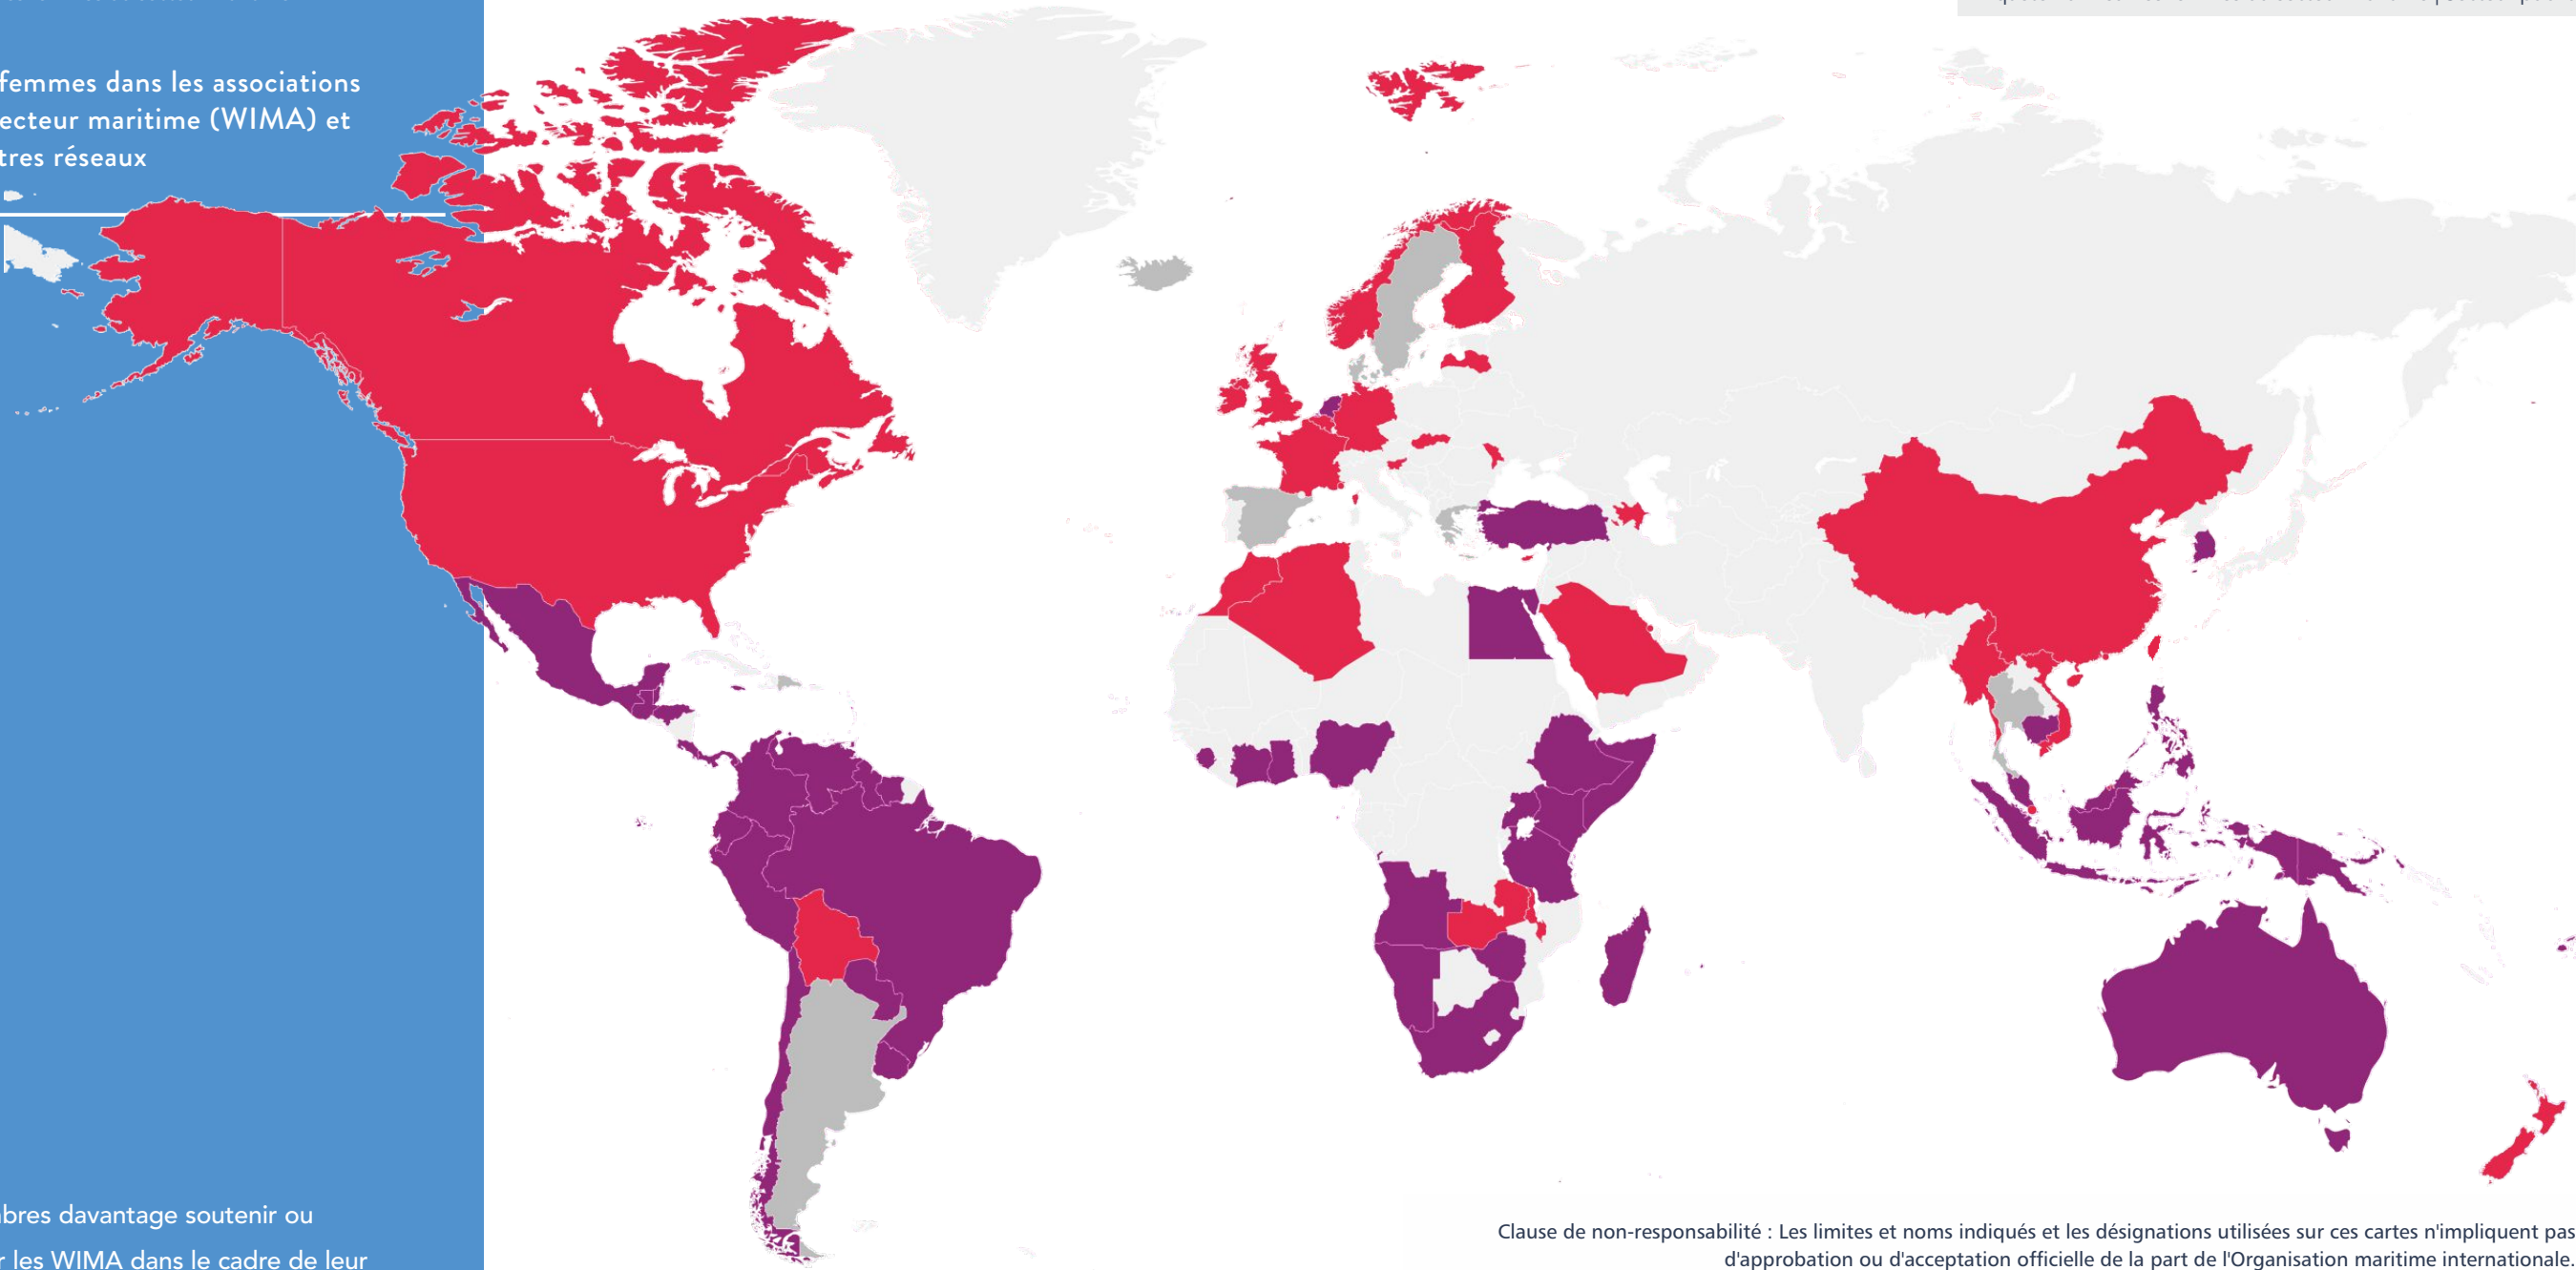 femmes dans les associations
ecteur maritime (WIMA) et
tres réseaux
bres davantage soutenir ou
r les WIMA dans le cadre de leur
Clause de non-responsabilité : Les limites et noms indiqués et les désignations utilisées sur ces cartes n'impliquent pas
d'approbation ou d'acceptation officielle de la part de l'Organisation maritime internationale.